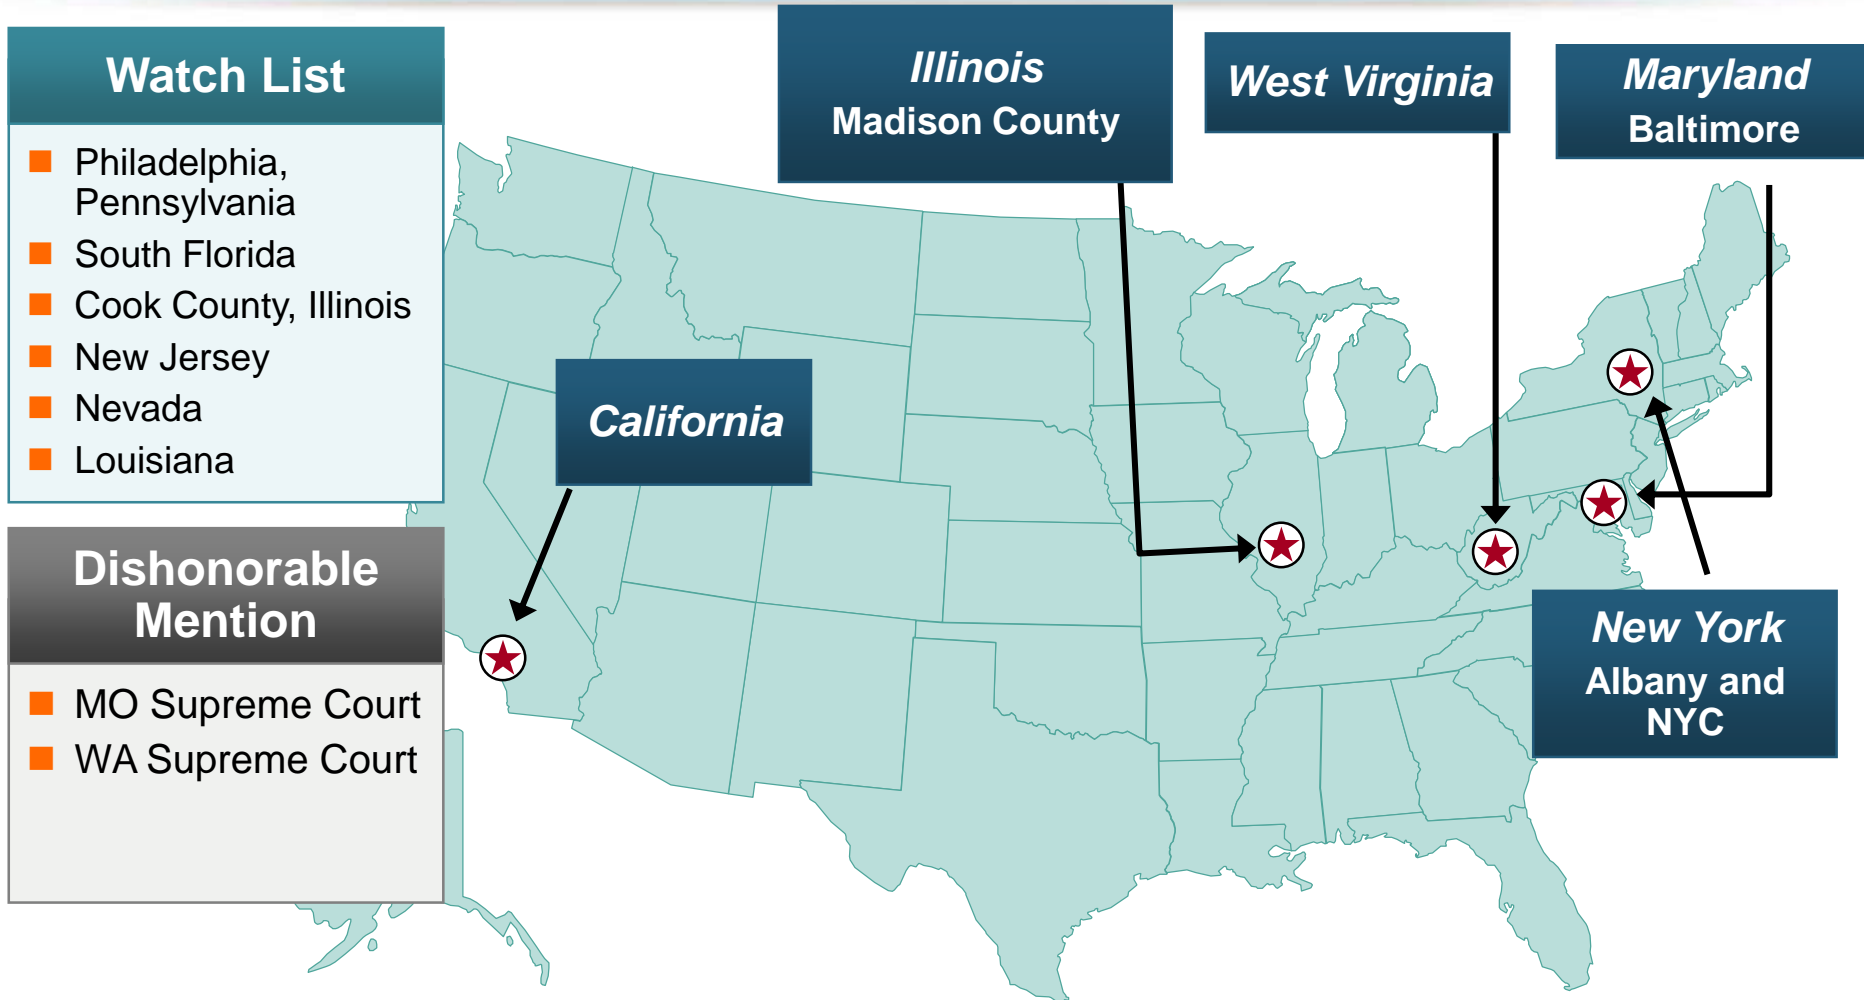 Watch List
Philadelphia,
Pennsylvania
South Florida
Cook County, Illinois
New Jersey
Nevada
Louisiana
Dishonorable
Mention
MO Supreme Court
WA Supreme Court
Illinois
Madison County
West Virginia
Maryland
Baltimore
California
New York
Albany and
NYC